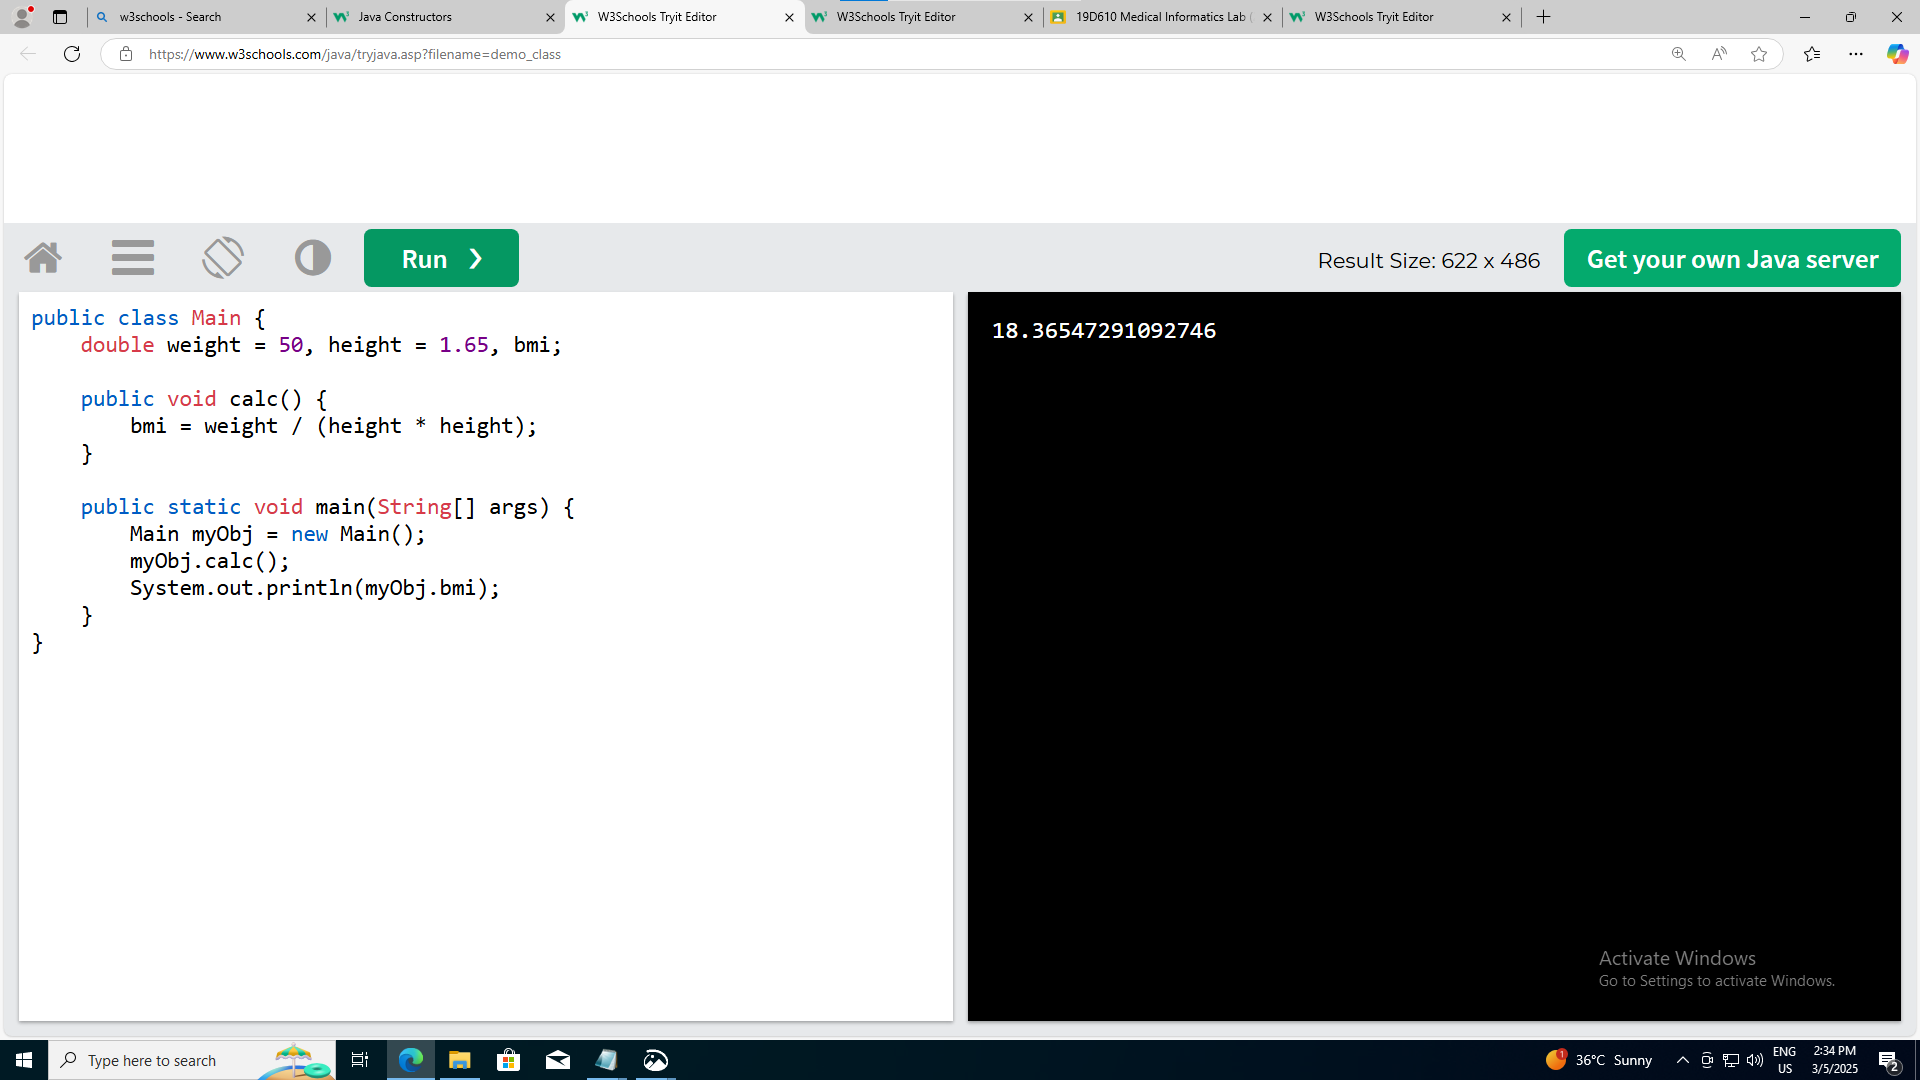 w3schools - Search
Java Constructors
W3Schools Tryit Editor
W3Schools Tryit Editor
19D610 Medical Informatics Lab (
W3Schools Tryit Editor
https://www.w3schools.com/java/tryjava.asp?filename=demo_class
Run ❯
Result Size: 622 x 486
Get your own Java server
public class Main {
    double weight = 50, height = 1.65, bmi;

    public void calc() {
        bmi = weight / (height * height);
    }

    public static void main(String[] args) {
        Main myObj = new Main();
        myObj.calc();
        System.out.println(myObj.bmi);
    }
}
18.36547291092746
Activate Windows
Go to Settings to activate Windows.
Type here to search
1
36°C Sunny
ENG
US
2:34 PM
3/5/2025
2